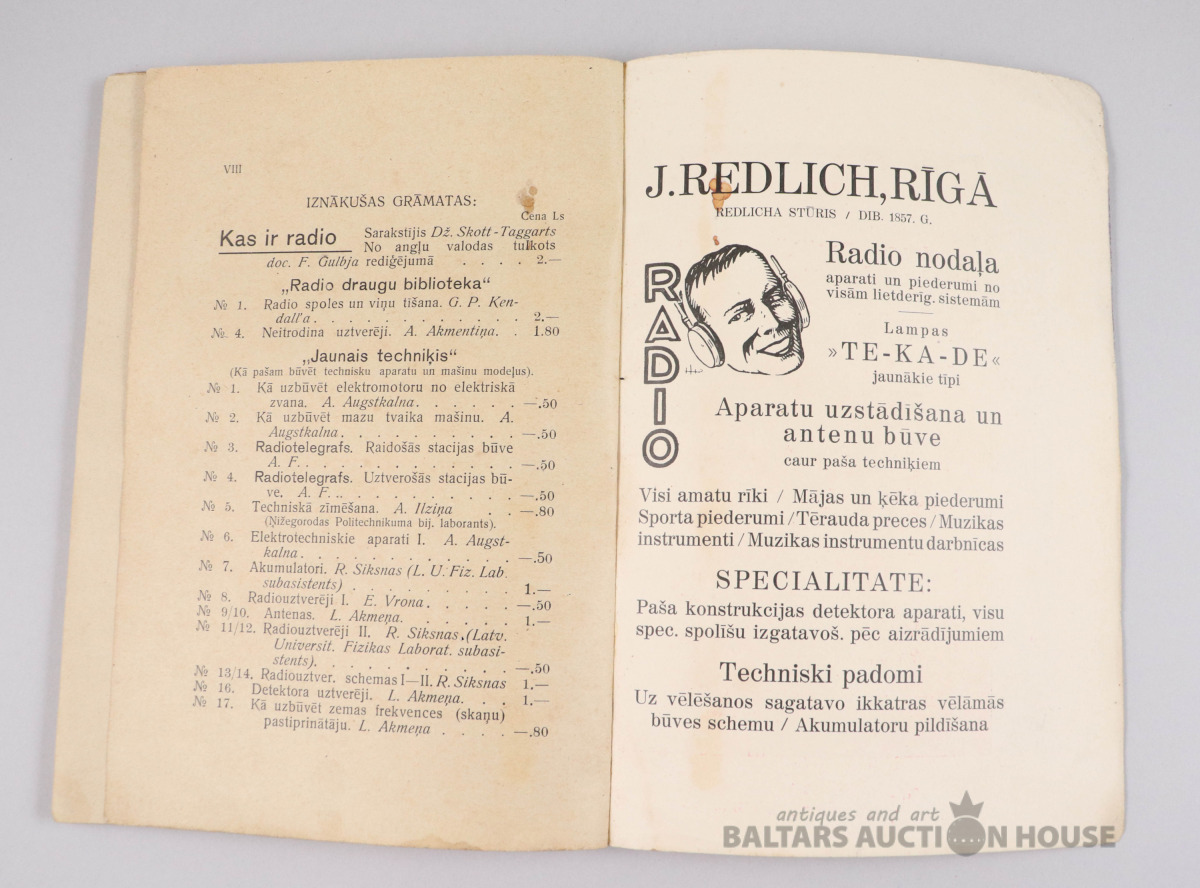 VIII
IZNĀKUŠAS GRĀMATAS:
Cena Ls
Kas ir radio Sarakstījis Dž. Skott-Taggarts
No angļu valodas tulkots
doc. F. Gulbja rediģējumā . . . . 2.—
„Radio draugu biblioteka“
№ 1. Radio spoles un viņu tīšana. G. P. Ken-
dall'a . . . . . . . . . . . . . 2.—
№ 4. Neitrodina uztvērēji. A. Akmentiņa. . 1.80
„Jaunais techniķis“
(Kā pašam būvēt technisku aparatu un mašinu modeļus).
№ 1. Kā uzbūvēt elektromotoru no elektriskā
zvana. A. Augstkalna. . . . . . —.50
№ 2. Kā uzbūvēt mazu tvaika mašinu. A.
Augstkalna. . . . . . . . . . —.50
№ 3. Radiotelegrafs. Raidošās stacijas būve
A. F. . . . . . . . . . . . . —.50
№ 4. Radiotelegrafs. Uztverošās stacijas bū-
ve. A. F. . . . . . . . . . . —.50
№ 5. Techniskā zīmēšana. A. Ilziņa . . —.80
(Ņižegorodas Politechnikuma bij. laborants).
№ 6. Elektrotechniskie aparati I. A. Augst-
kalna. . . . . . . . . . . . —.50
№ 7. Akumulatori. R. Siksnas (L. U. Fiz. Lab.
subasistents) . . . . . . . . . 1.—
№ 8. Radiouztvērēji I. E. Vrona. . . . . —.50
№ 9/10. Antenas. L. Akmeņa. . . . . . 1.—
№ 11/12. Radiouztvērēji II. R. Siksnas. (Latv.
Universit. Fizikas Laborat. subasi-
stents). . . . . . . . . . . —.50
№ 13/14. Radiouztver. schemas I—II. R. Siksnas 1.—
№ 16. Detektora uztvērēji. L. Akmeņa. . . 1.—
№ 17. Kā uzbūvēt zemas frekvences (skaņu)
pastiprinātāju. L. Akmeņa . . . . —.80
J. REDLICH, RĪGĀ
REDLICHA STŪRIS / DIB. 1857. G.
RADIO
Radio nodaļa
aparati un piederumi no
visām lietderīg. sistemām
Lampas
»TE-KA-DE«
jaunākie tīpi
Aparatu uzstādīšana un
antenu būve
caur paša techniķiem
Visi amatu rīki / Mājas un ķēka piederumi
Sporta piederumi / Tērauda preces / Muzikas
instrumenti / Muzikas instrumentu darbnīcas
SPECIALITATE:
Paša konstrukcijas detektora aparati, visu
spec. spolīšu izgatavoš. pēc aizrādījumiem
Techniski padomi
Uz vēlēšanos sagatavo ikkatras vēlāmās
būves schemu / Akumulatoru pildīšana
antiques and art
BALTARS AUCTION HOUSE